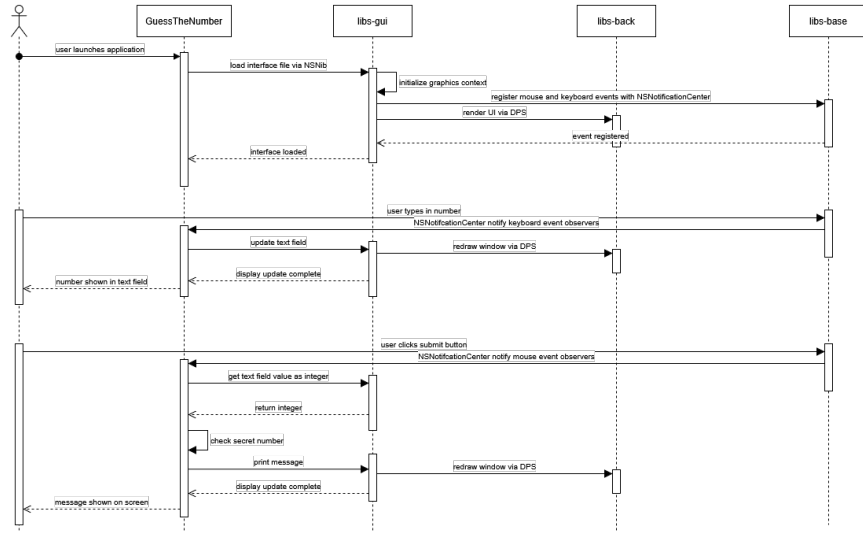 GuessTheNumber
libs-gui
libs-back
libs-base
user launches application
load interface file via NSNib
initialize graphics context
register mouse and keyboard events with NSNotificationCenter
render UI via DPS
event registered
interface loaded
user types in number
NSNotifcationCenter notify keyboard event observers
update text field
redraw window via DPS
display update complete
number shown in text field
user clicks submit button
NSNotifcationCenter notify mouse event observers
get text field value as integer
return integer
check secret number
print message
redraw window via DPS
display update complete
message shown on screen